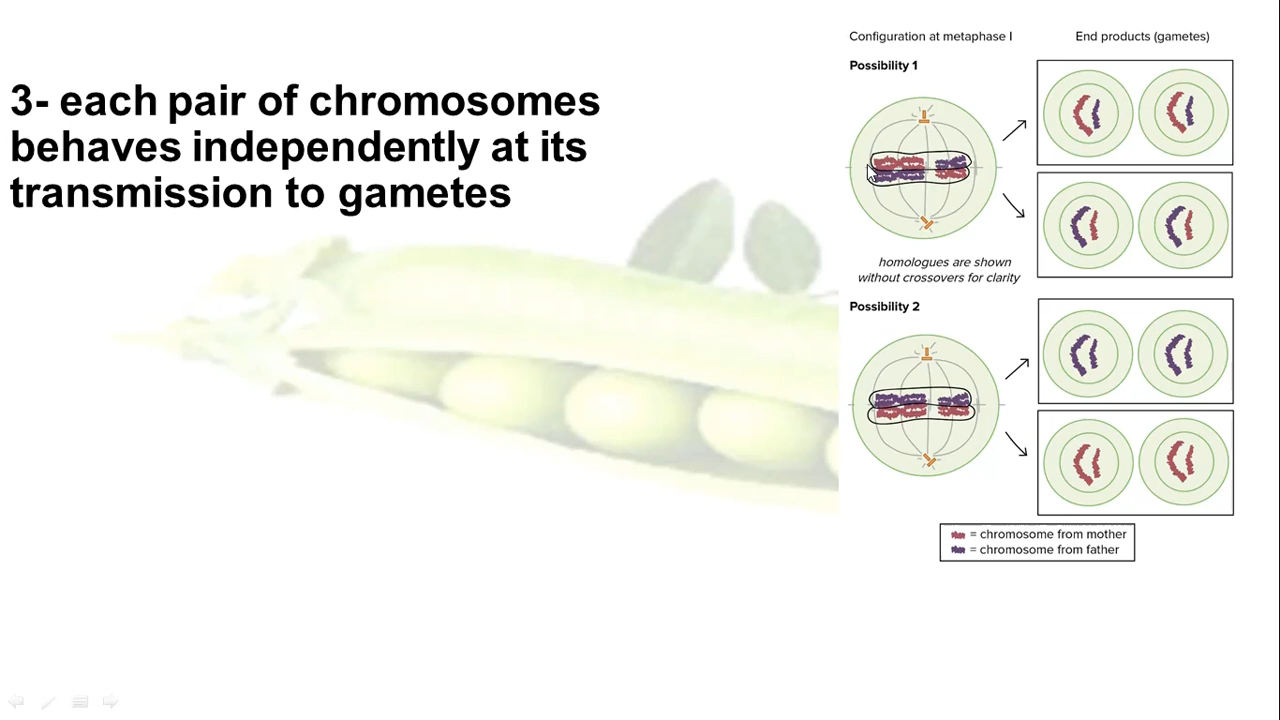 3- each pair of chromosomes
behaves independently at its
transmission to gametes
Configuration at metaphase I
End products (gametes)
Possibility 1
homologues are shown
without crossovers for clarity
Possibility 2
= chromosome from mother
= chromosome from father